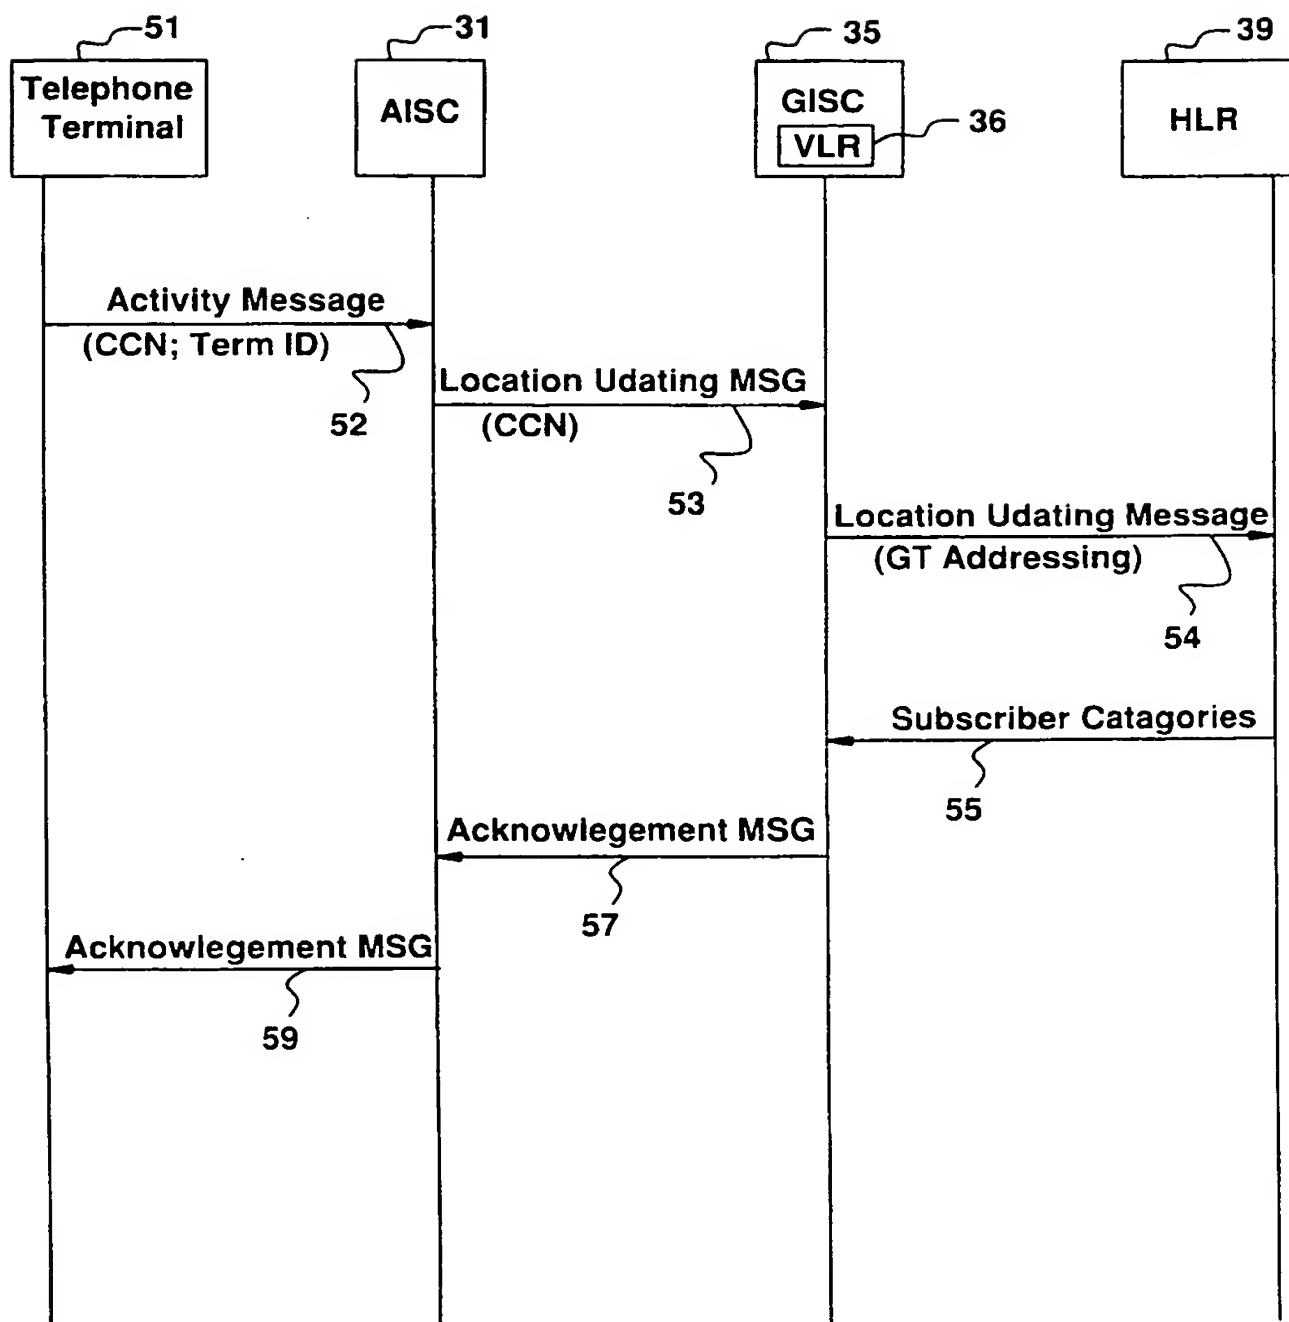 51
31
35
39
Telephone
Terminal
AISC
GISC
VLR
36
HLR
Activity Message
(CCN; Term ID)
52
Location Udating MSG
(CCN)
53
Location Udating Message
(GT Addressing)
54
Subscriber Catagories
55
Acknowlegement MSG
57
Acknowlegement MSG
59